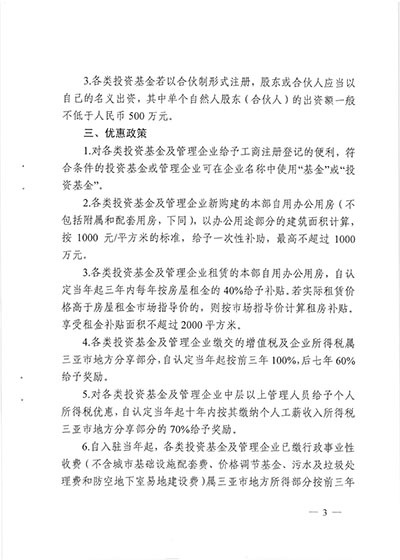 3.各类投资基金若以合伙制形式注册，股东或合伙人应当以
自己的名义出资，其中单个自然人股东（合伙人）的出资额一般
不低于人民币 500 万元。
三、优惠政策
1.对各类投资基金及管理企业给予工商注册登记的便利，符
合条件的投资基金或管理企业可在企业名称中使用“基金”或“投
资基金”。
2.各类投资基金及管理企业新购建的本部自用办公用房（不
包括附属和配套用房，下同），以办公用途部分的建筑面积计算，
按 1000 元/平方米的标准，给予一次性补助，最高不超过 1000
万元。
3.各类投资基金及管理企业租赁的本部自用办公用房，自认
定当年起三年内每年按房屋租金的 40%给予补贴。若实际租赁价
格高于房屋租金市场指导价的，则按市场指导价计算租房补贴。
享受租金补贴面积不超过 2000 平方米。
4.各类投资基金及管理企业缴交的增值税及企业所得税属
三亚市地方分享部分，自认定当年起按前三年 100%，后七年 60%
给予奖励。
5.对各类投资基金及管理企业中层以上管理人员给予个人
所得税优惠，自认定当年起十年内按其缴纳个人工薪收入所得税
三亚市地方分享部分的 70%给予奖励。
6.自入驻当年起，各类投资基金及管理企业已缴行政事业性
收费（不含城市基础设施配套费、价格调节基金、污水及垃圾处
理费和防空地下室易地建设费）属三亚市地方所得部分按前三年
— 3 —